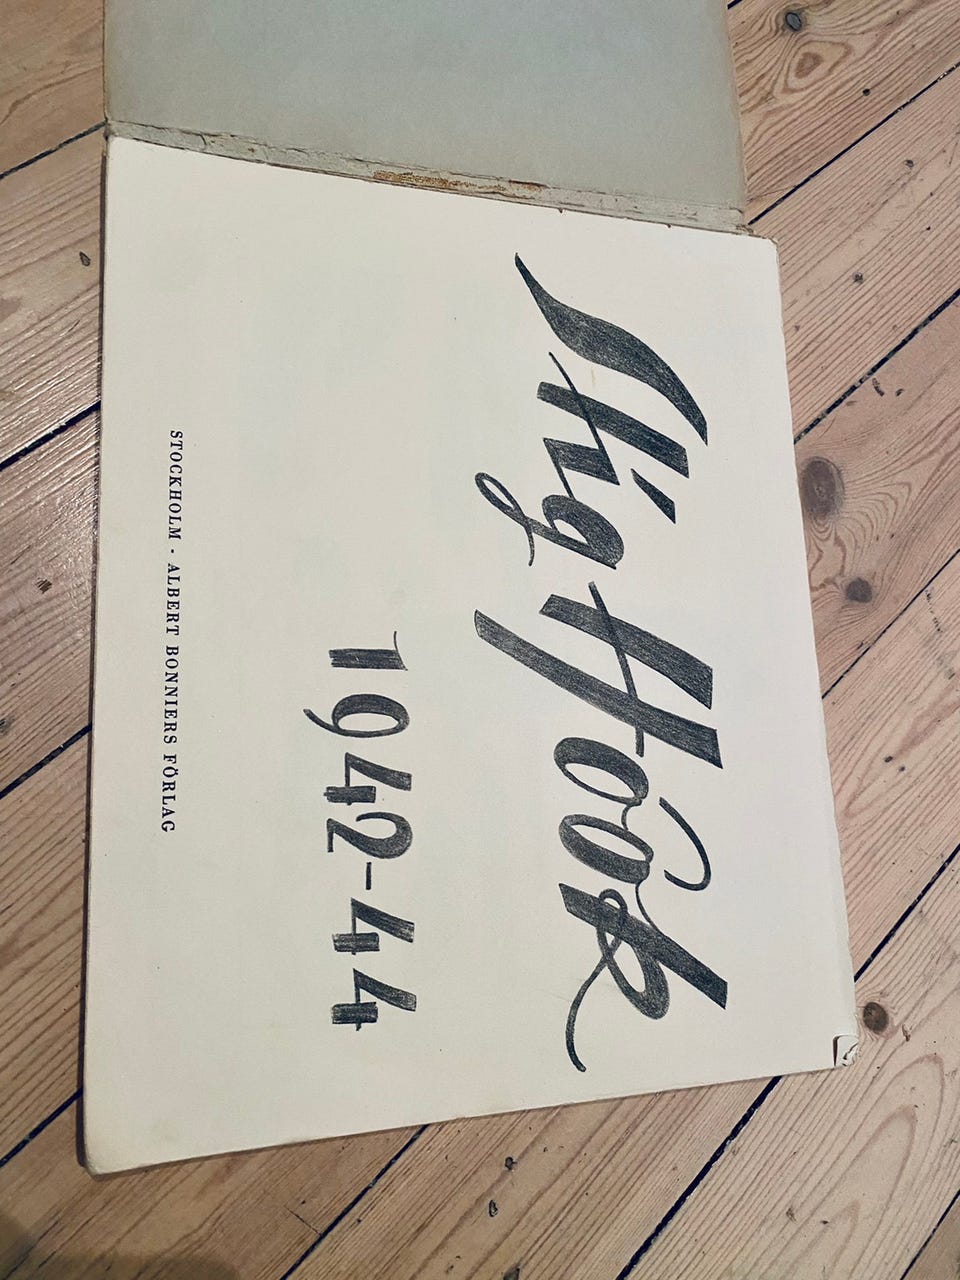 Stig Höök
1942-44
STOCKHOLM · ALBERT BONNIERS FÖRLAG